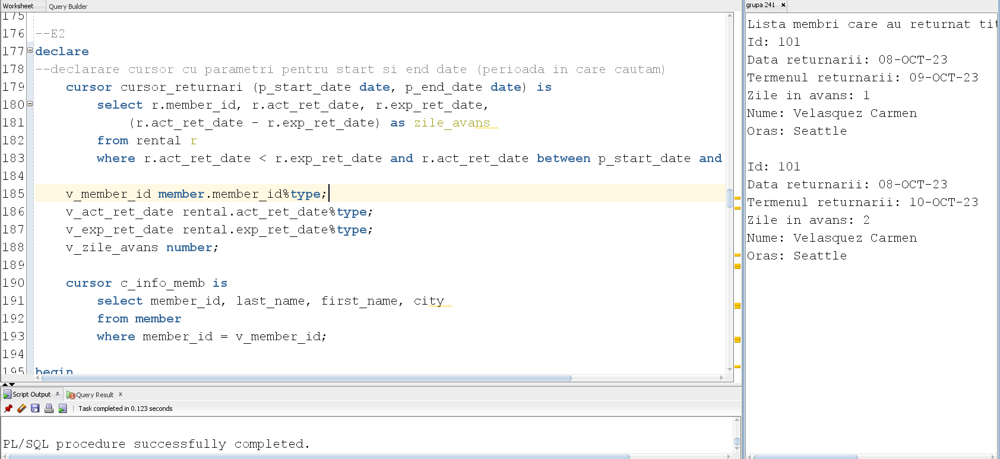 Worksheet Query Builder
175
176 --E2
177 declare
178 --declarare cursor cu parametri pentru start si end date (perioada in care cautam)
179 cursor cursor_returnari (p_start_date date, p_end_date date) is
180 select r.member_id, r.act_ret_date, r.exp_ret_date,
181 (r.act_ret_date - r.exp_ret_date) as zile_avans
182 from rental r
183 where r.act_ret_date < r.exp_ret_date and r.act_ret_date between p_start_date and
184
185 v_member_id member.member_id%type;
186 v_act_ret_date rental.act_ret_date%type;
187 v_exp_ret_date rental.exp_ret_date%type;
188 v_zile_avans number;
189
190 cursor c_info_memb is
191 select member_id, last_name, first_name, city
192 from member
193 where member_id = v_member_id;
194
195 begin
Script Output x Query Result x
Task completed in 0.123 seconds
PL/SQL procedure successfully completed.
grupa 241 x
Lista membri care au returnat tit
Id: 101
Data returnarii: 08-OCT-23
Termenul returnarii: 09-OCT-23
Zile in avans: 1
Nume: Velasquez Carmen
Oras: Seattle
Id: 101
Data returnarii: 08-OCT-23
Termenul returnarii: 10-OCT-23
Zile in avans: 2
Nume: Velasquez Carmen
Oras: Seattle